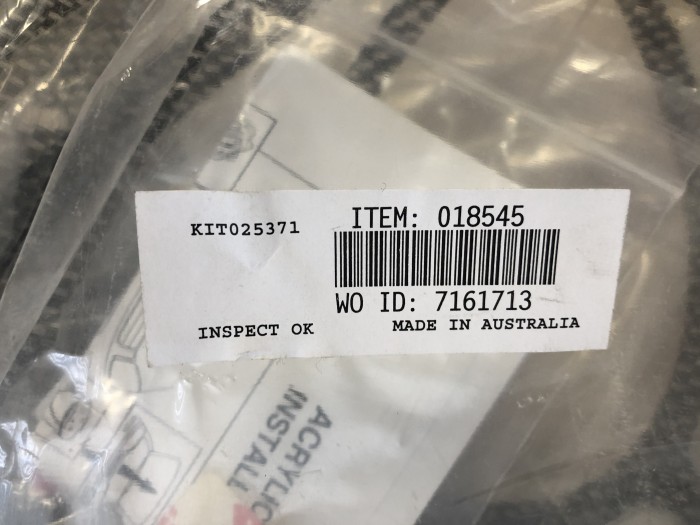 KIT025371
ITEM: 018545
WO ID: 7161713
INSPECT OK
MADE IN AUSTRALIA
ACRYLIC
INSTALL